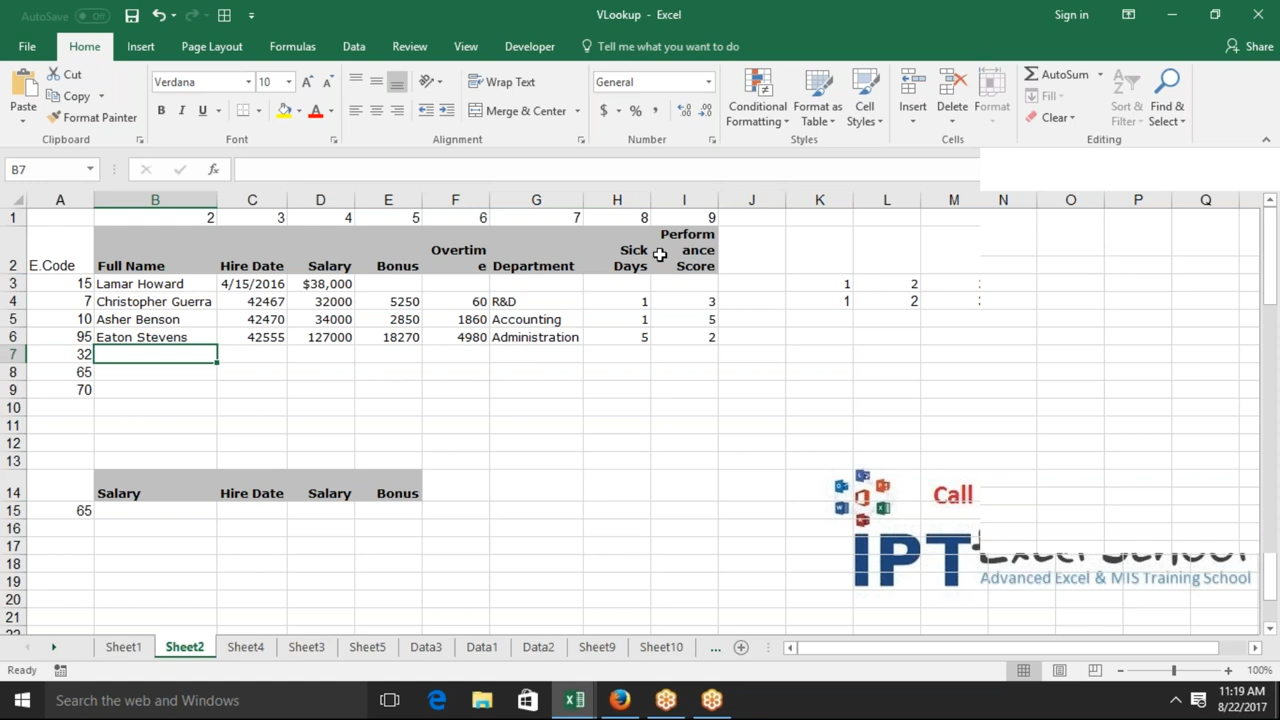 AutoSave Off
VLookup - Excel
Sign in
File Home Insert Page Layout Formulas Data Review View Developer Tell me what you want to do Share
Paste Cut Copy Format Painter
Verdana 10
B I U A
Wrap Text
Merge & Center
General
$ % ,
Conditional Formatting Format as Table Cell Styles
Insert Delete Format
AutoSum Fill Clear
Sort & Filter Find & Select
Clipboard Font Alignment Number Styles Cells Editing
B7 fx
A B C D E F G H I J K L M N O P Q
1 2 3 4 5 6 7 8 9
2 E.Code Full Name Hire Date Salary Bonus Overtime Department Sick Days Performance Score
3 15 Lamar Howard 4/15/2016 $38,000 1 2
4 7 Christopher Guerra 42467 32000 5250 60 R&D 1 3 1 2
5 10 Asher Benson 42470 34000 2850 1860 Accounting 1 5
6 95 Eaton Stevens 42555 127000 18270 4980 Administration 5 2
7 32
8 65
9 70
10
11
12
13
14 Salary Hire Date Salary Bonus
15 65
16
17
18
19
20
21
Call
IPT Excel School
Advanced Excel & MIS Training School
Sheet1 Sheet2 Sheet4 Sheet3 Sheet5 Data3 Data1 Data2 Sheet9 Sheet10 ...
Ready
100%
Search the web and Windows
11:19 AM
8/22/2017